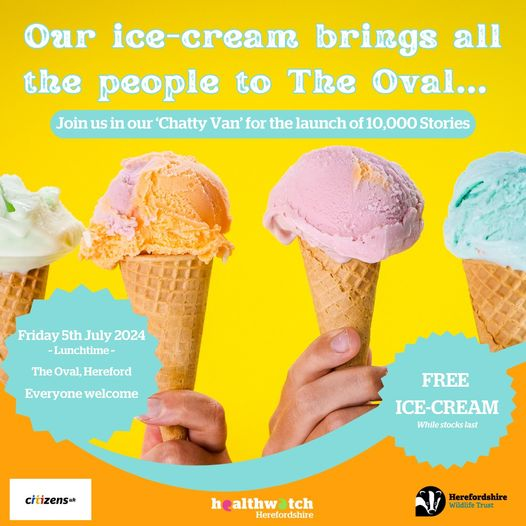 Our ice-cream brings all
the people to The Oval...
Join us in our 'Chatty Van' for the launch of 10,000 Stories
Friday 5th July 2024
- Lunchtime -
The Oval, Hereford
Everyone welcome
FREE
ICE-CREAM
While stocks last
citizens uk
healthwatch
Herefordshire
Herefordshire
Wildlife Trust